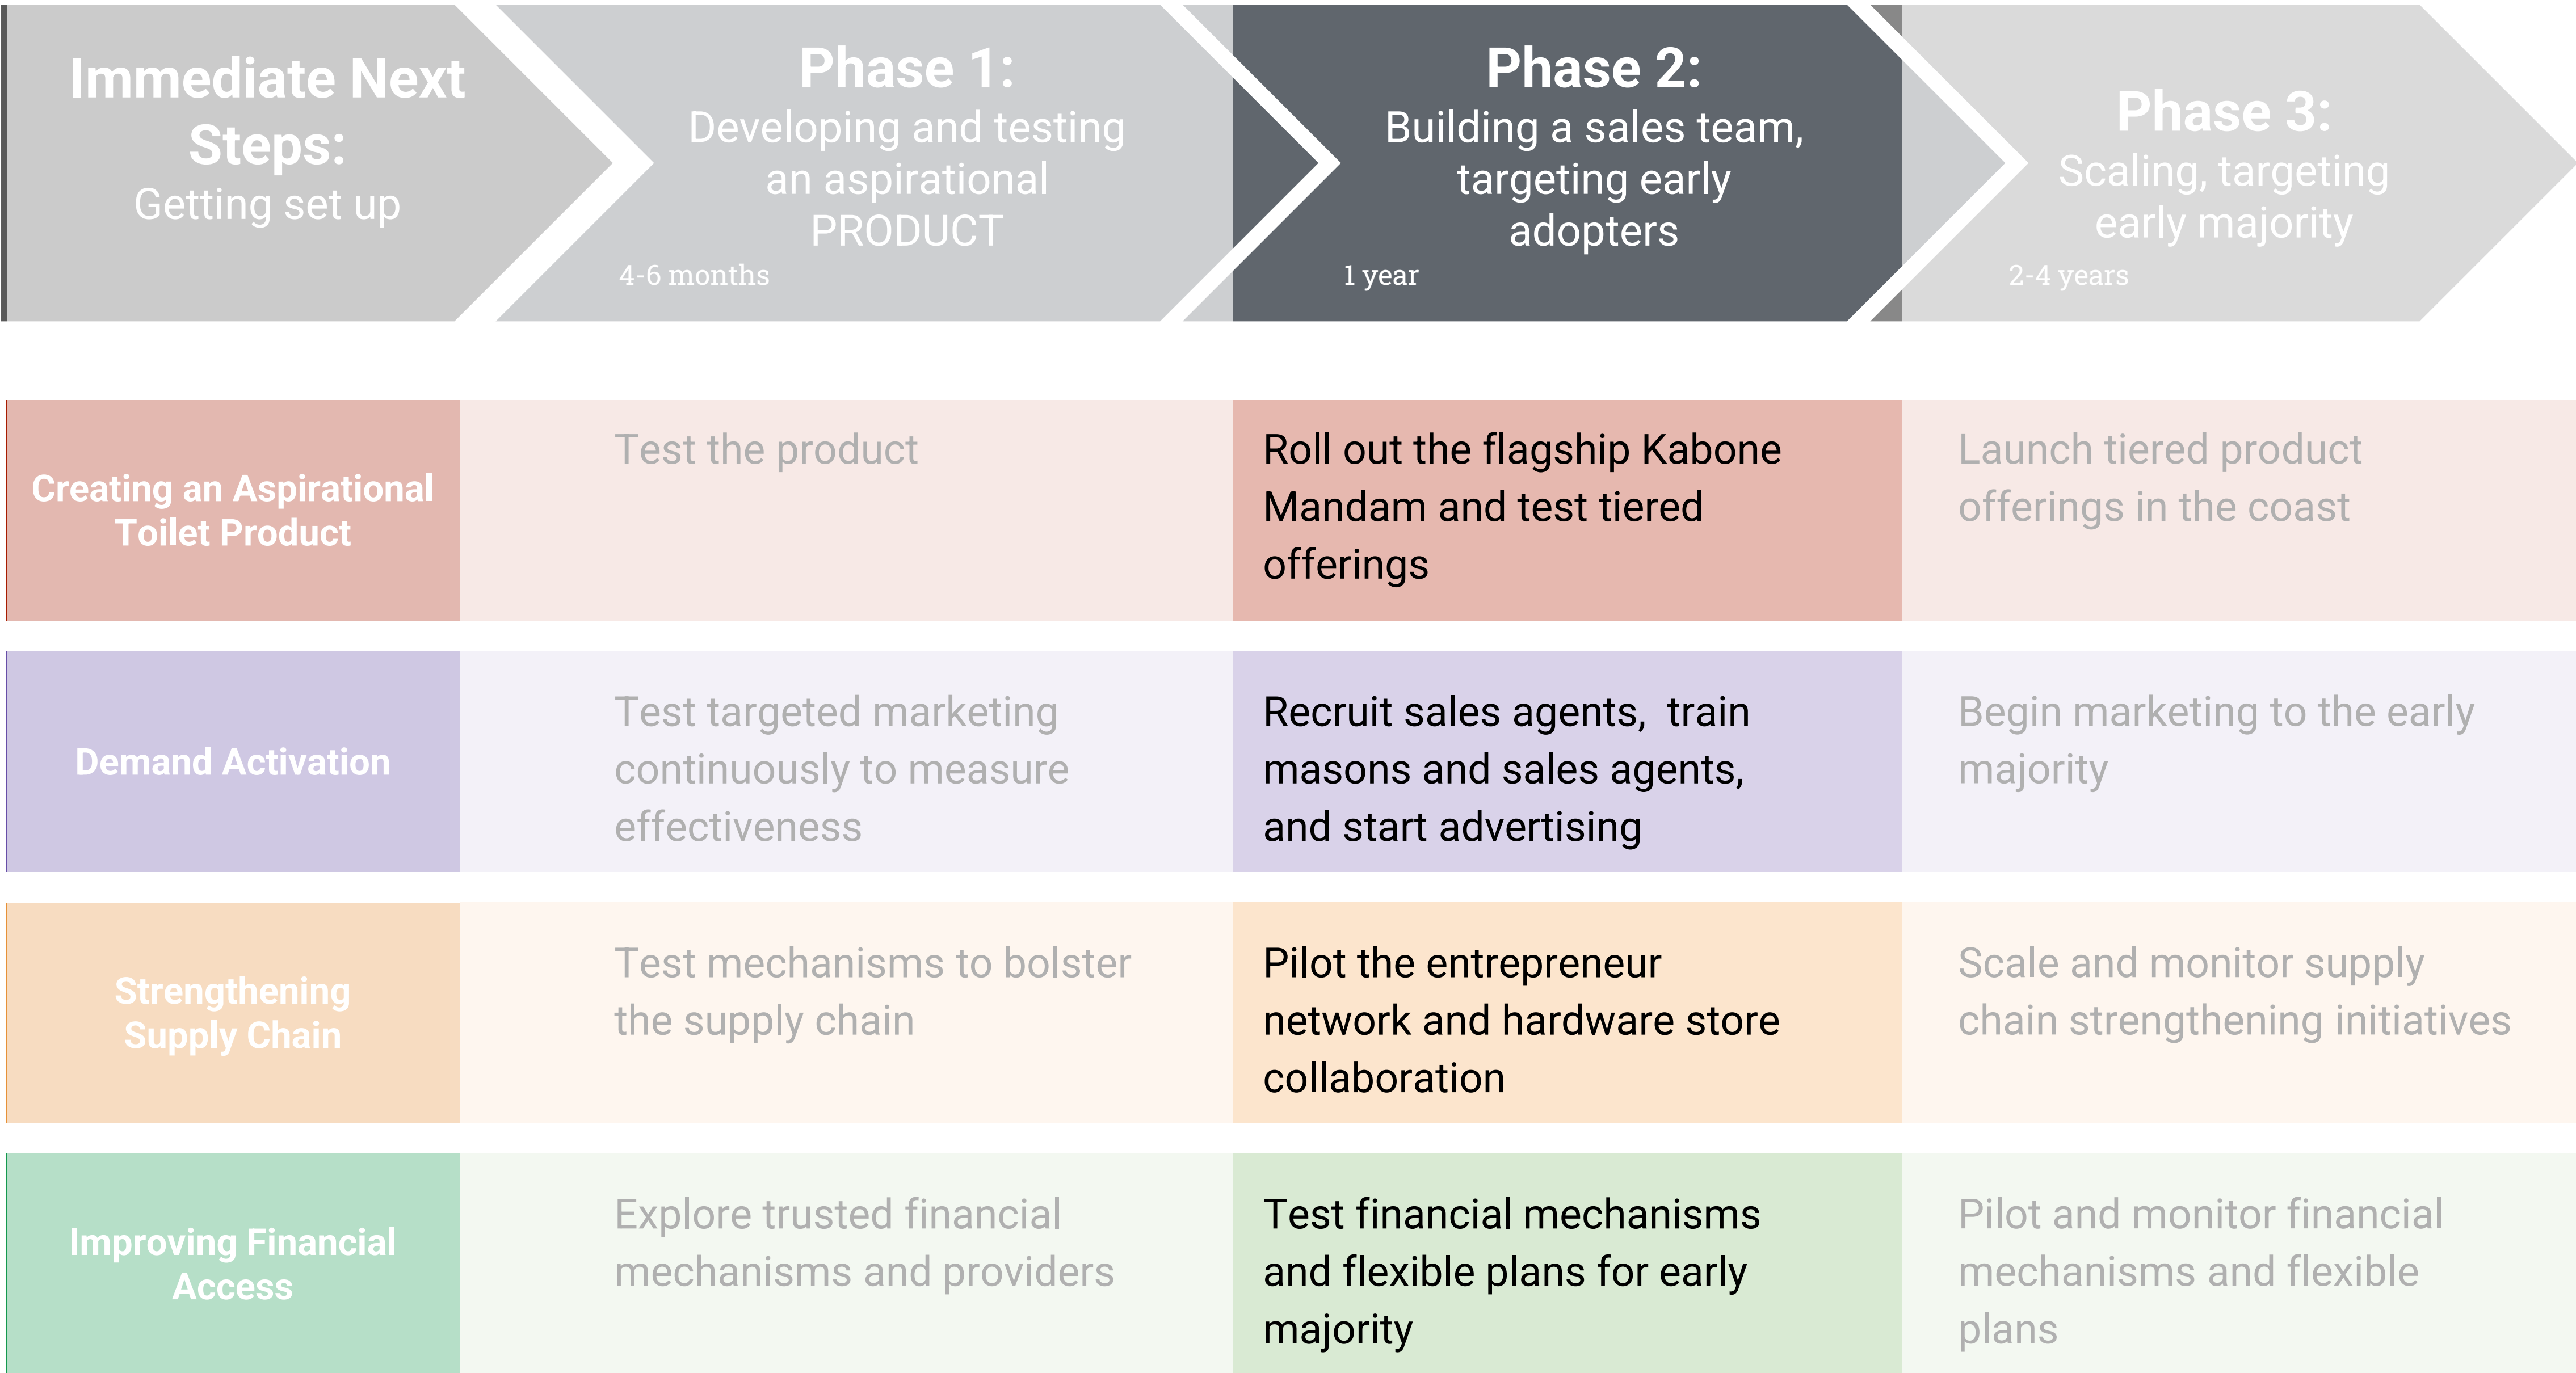 Immediate Next
Steps:
Getting set up
Phase 1:
Developing and testing
an aspirational
PRODUCT
4-6 months
Phase 2:
Building a sales team,
targeting early
adopters
1 year
Phase 3:
Scaling, targeting
early majority
2-4 years
Creating an Aspirational
Toilet Product
Test the product
Roll out the flagship Kabone
Mandam and test tiered
offerings
Launch tiered product
offerings in the coast
Demand Activation
Test targeted marketing
continuously to measure
effectiveness
Recruit sales agents,  train
masons and sales agents,
and start advertising
Begin marketing to the early
majority
Strengthening
Supply Chain
Test mechanisms to bolster
the supply chain
Pilot the entrepreneur
network and hardware store
collaboration
Scale and monitor supply
chain strengthening initiatives
Improving Financial
Access
Explore trusted financial
mechanisms and providers
Test financial mechanisms
and flexible plans for early
majority
Pilot and monitor financial
mechanisms and flexible
plans